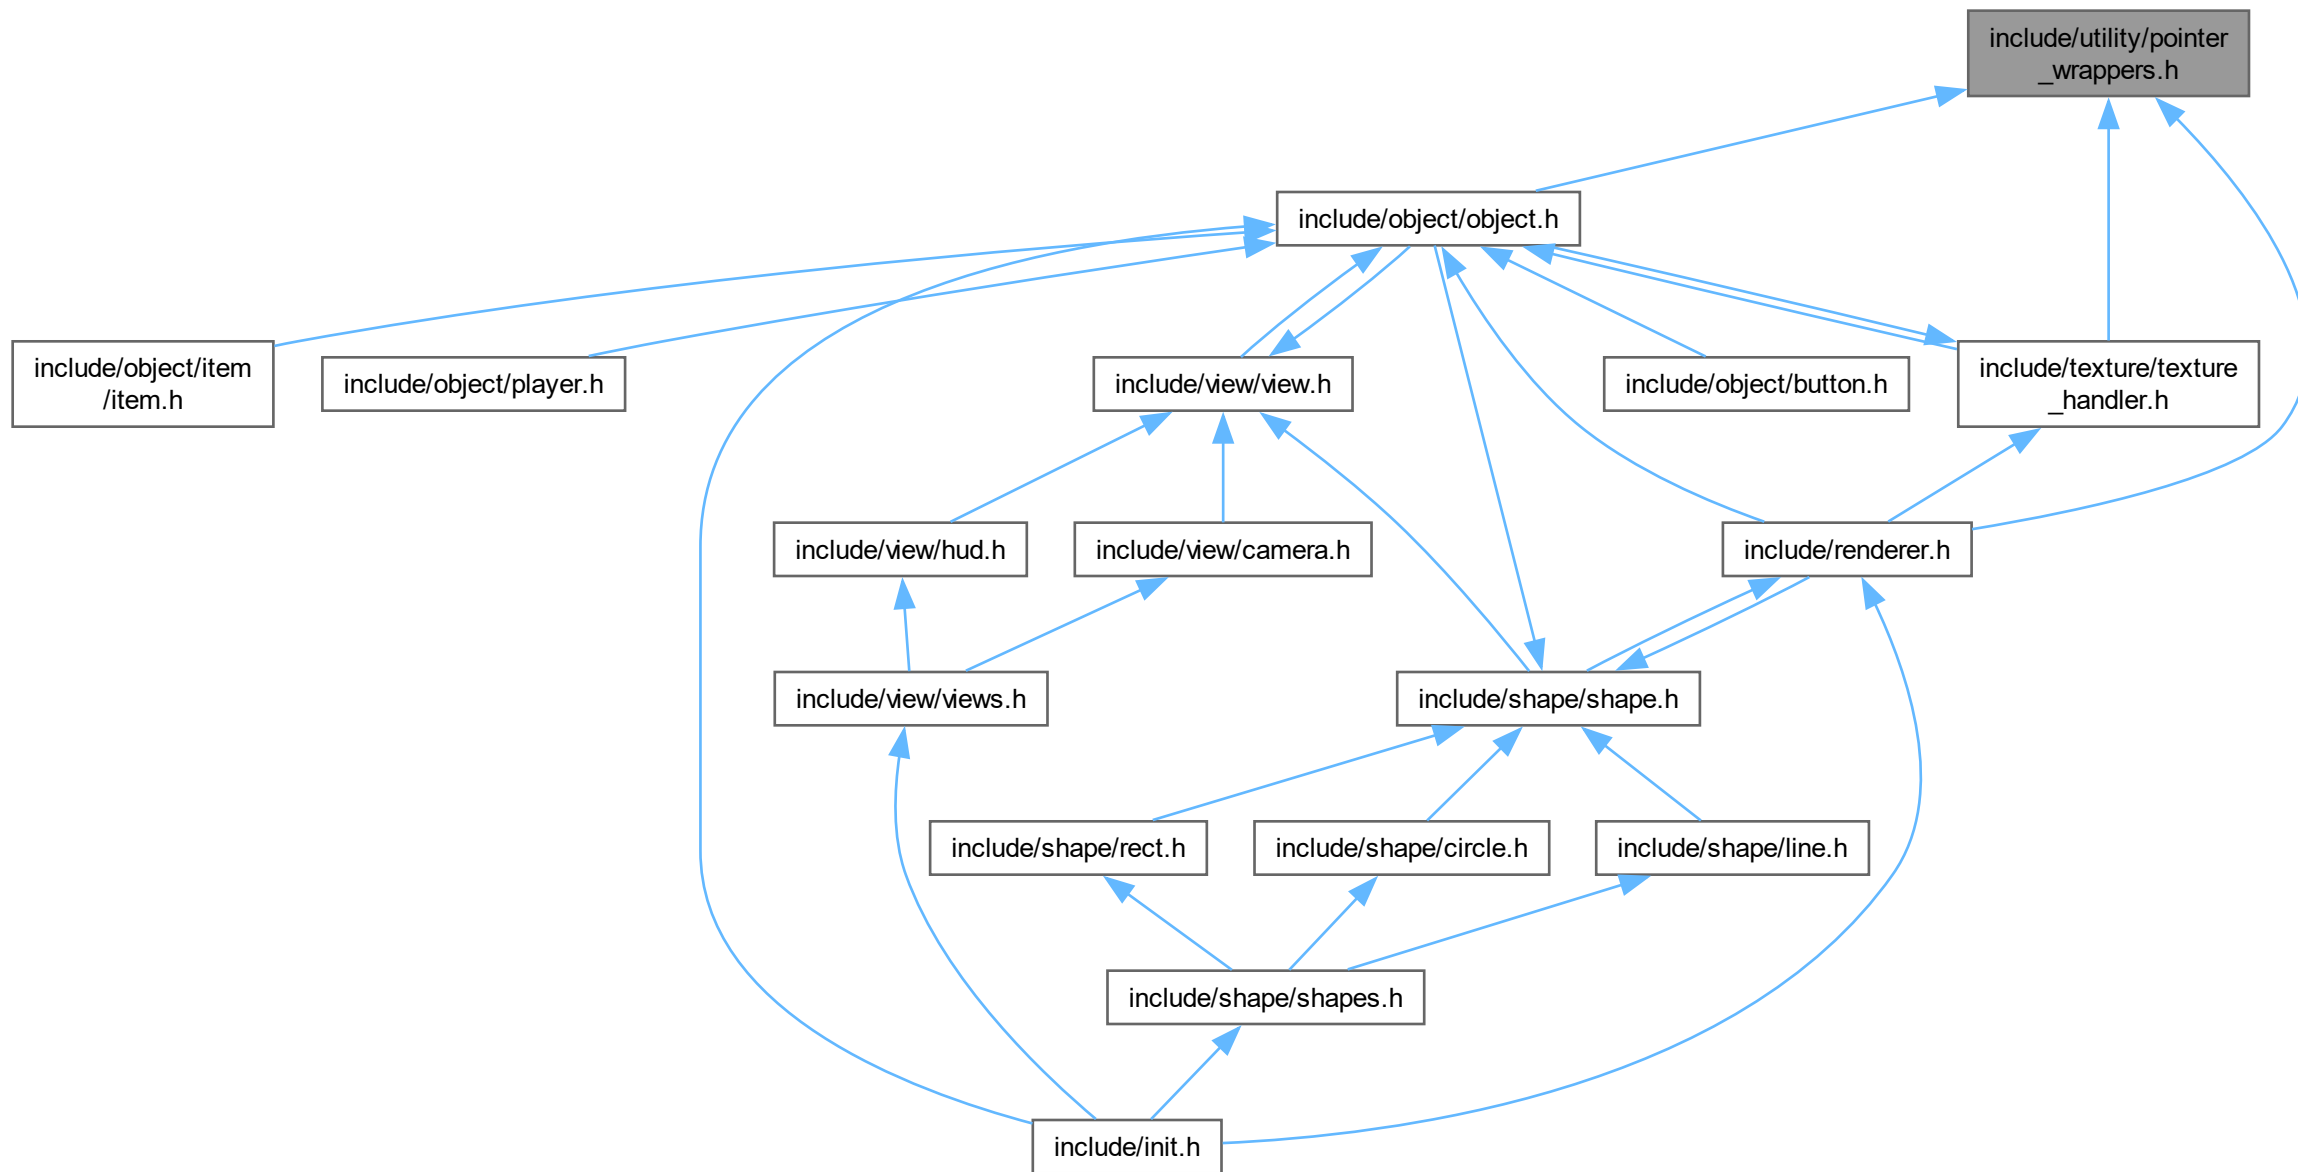 include/utility/pointer
_wrappers.h
include/object/object.h
include/object/item
/item.h
include/object/player.h
include/view/view.h
include/object/button.h
include/texture/texture
_handler.h
include/view/hud.h
include/view/camera.h
include/renderer.h
include/view/views.h
include/shape/shape.h
include/shape/rect.h
include/shape/circle.h
include/shape/line.h
include/shape/shapes.h
include/init.h